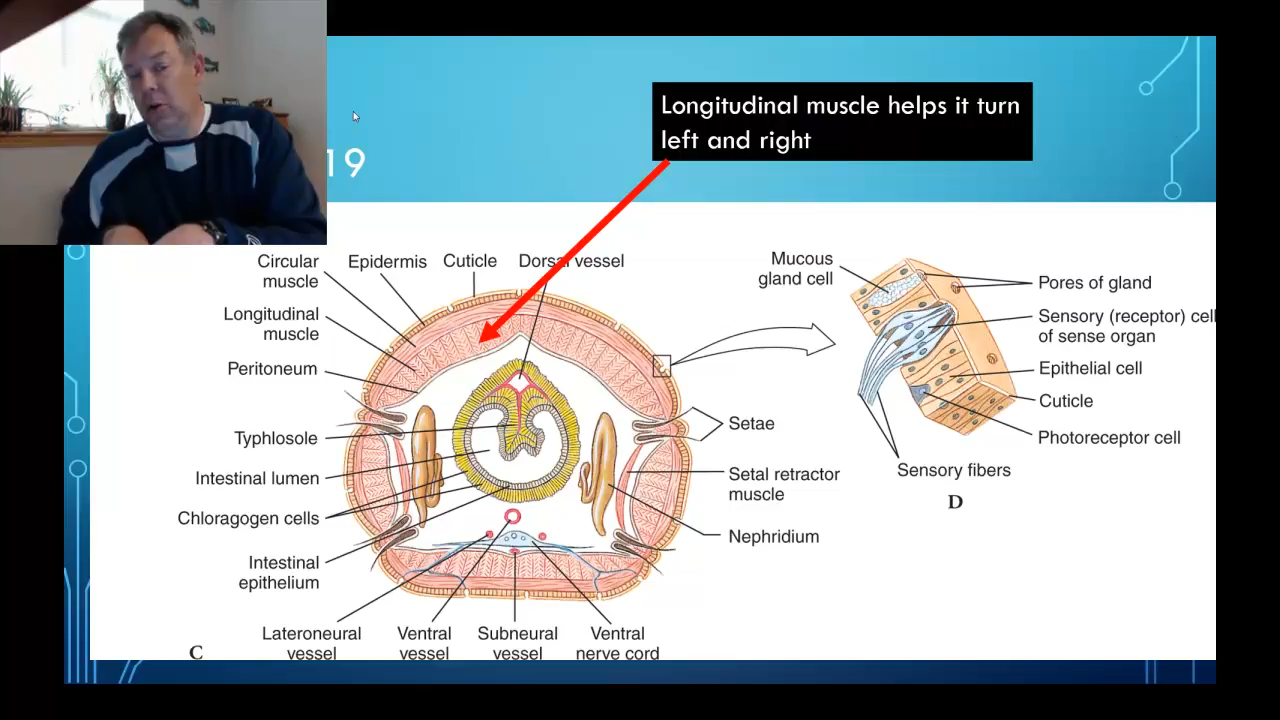 Longitudinal muscle helps it turn
left and right
19
Circular
muscle
Epidermis
Cuticle
Dorsal vessel
Longitudinal
muscle
Peritoneum
Typhlosole
Intestinal lumen
Chloragogen cells
Intestinal
epithelium
Lateroneural
vessel
Ventral
vessel
Subneural
vessel
Ventral
nerve cord
Setae
Setal retractor
muscle
Nephridium
C
Mucous
gland cell
Pores of gland
Sensory (receptor) cell
of sense organ
Epithelial cell
Cuticle
Photoreceptor cell
Sensory fibers
D